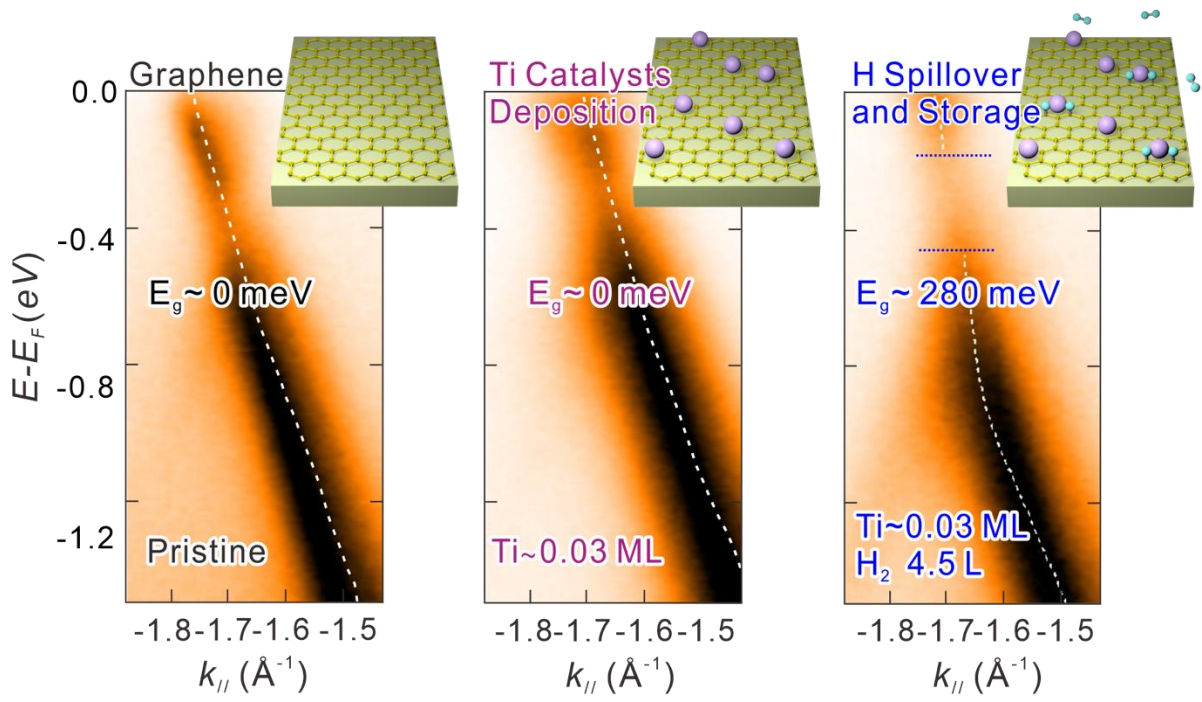 Graphene
Ti Catalysts
Deposition
H Spillover
and Storage
0.0
-0.4
-0.8
-1.2
E-E_F (eV)
E_g ~ 0 meV
E_g ~ 0 meV
E_g ~ 280 meV
Pristine
Ti~0.03 ML
Ti~0.03 ML
H₂ 4.5 L
-1.8 -1.7 -1.6 -1.5
-1.8 -1.7 -1.6 -1.5
-1.8 -1.7 -1.6 -1.5
k_// (Å⁻¹)
k_// (Å⁻¹)
k_// (Å⁻¹)